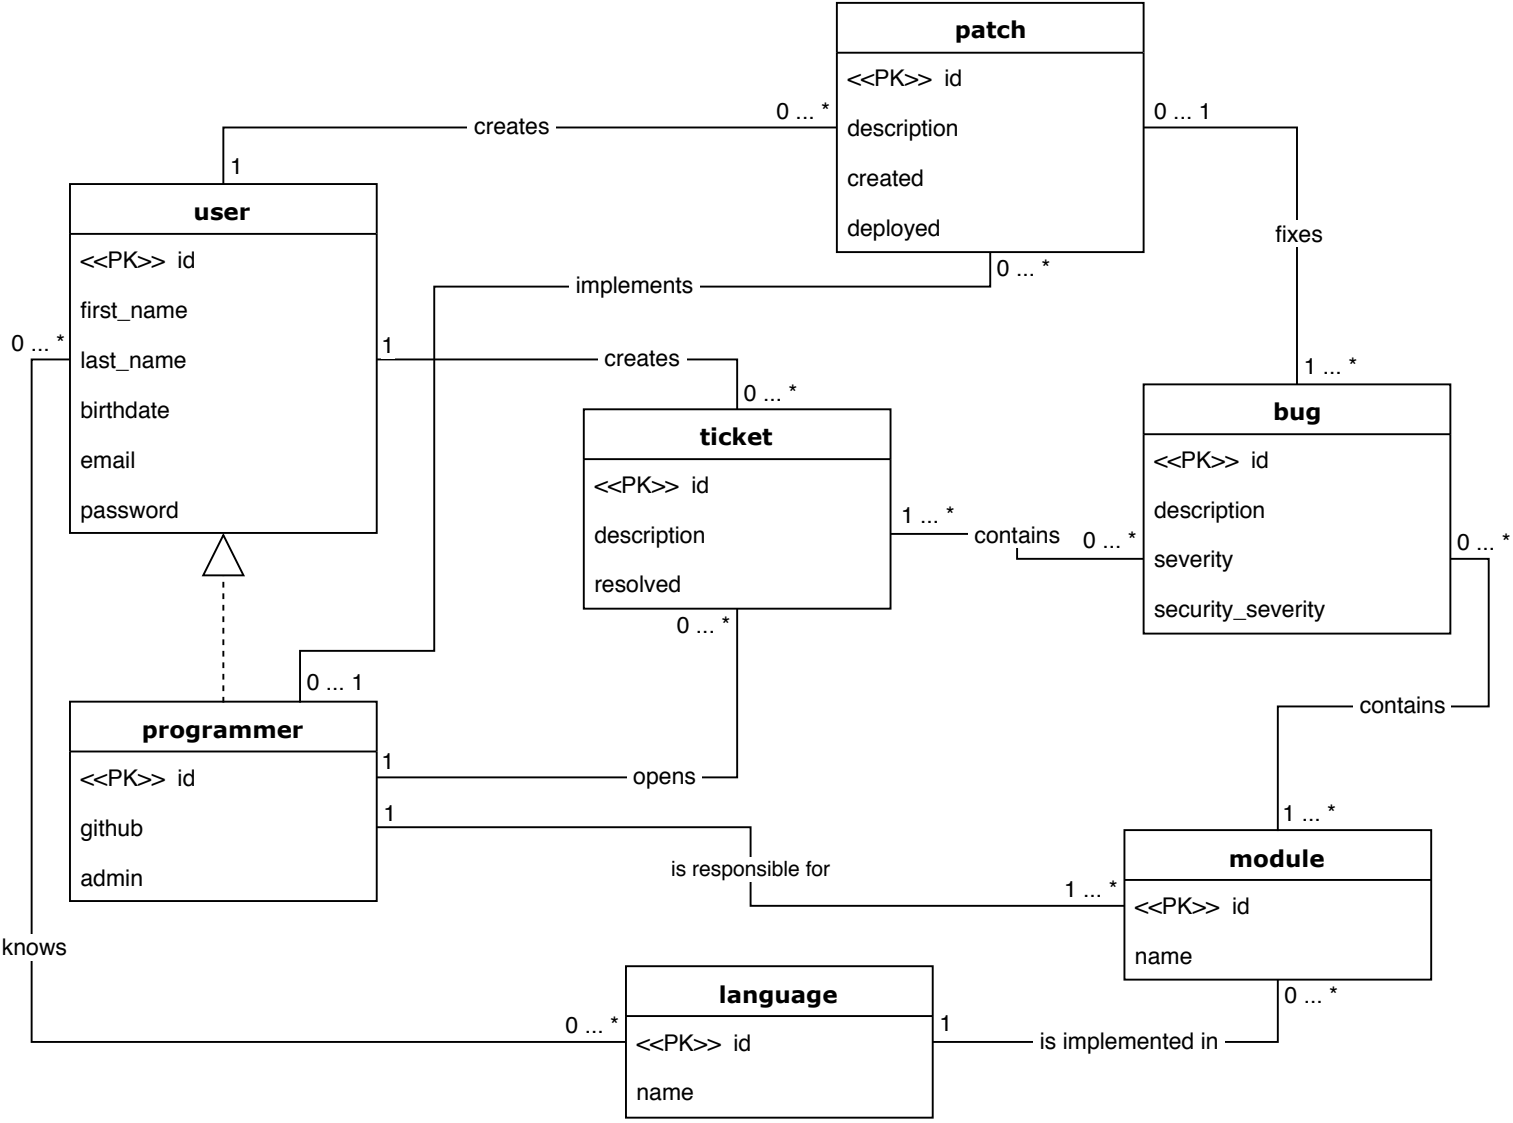 patch
<<PK>> id
description
created
deployed
0 ... *
0 ... 1
creates
1
user
<<PK>> id
first_name
last_name
birthdate
email
password
fixes
0 ... *
implements
0 ... *
1
creates
0 ... *
1 ... *
bug
<<PK>> id
description
severity
security_severity
ticket
<<PK>> id
description
resolved
1 ... *
contains
0 ... *
0 ... *
0 ... *
0 ... 1
programmer
<<PK>> id
github
admin
1
opens
contains
1
is responsible for
1 ... *
1 ... *
module
<<PK>> id
name
knows
language
<<PK>> id
name
0 ... *
1
is implemented in
0 ... *